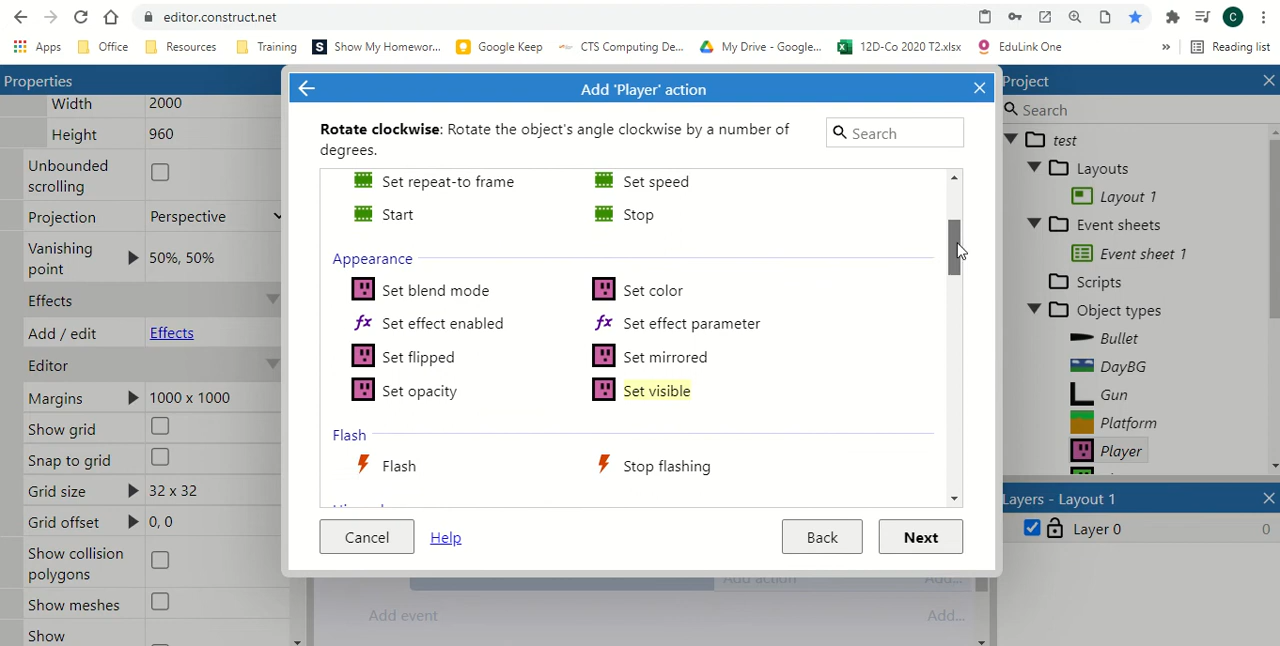 editor.construct.net
C
Apps
Office
Resources
Training
S
Show My Homewor...
Google Keep
CTS Computing De...
My Drive - Google...
12D-Co 2020 T2.xlsx
EduLink One
»
Reading list
Properties
Width 2000
Height 960
Unbounded
scrolling
Projection Perspective
Vanishing
point
50%, 50%
Effects
Add / edit Effects
Editor
Margins 1000 x 1000
Show grid
Snap to grid
Grid size 32 x 32
Grid offset 0, 0
Show collision
polygons
Show meshes
Show
Add 'Player' action
Rotate clockwise: Rotate the object's angle clockwise by a number of
degrees.
Search
Set repeat-to frame Set speed
Start Stop
Appearance
Set blend mode Set color
fx Set effect enabled fx Set effect parameter
Set flipped Set mirrored
Set opacity Set visible
Flash
Flash Stop flashing
Cancel Help Back Next
Add action Add...
Add event Add...
Project
Search
test
Layouts
Layout 1
Event sheets
Event sheet 1
Scripts
Object types
Bullet
DayBG
Gun
Platform
Player
Layers - Layout 1
Layer 0 0